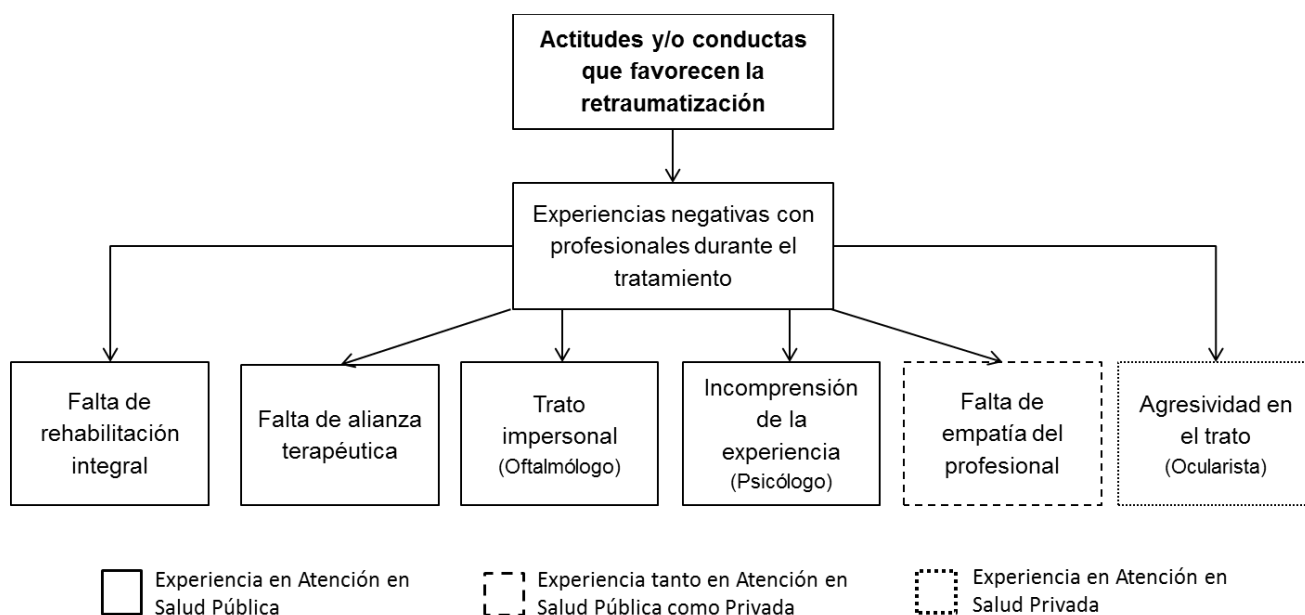 Actitudes y/o conductas
que favorecen la
retraumatización
Experiencias negativas con
profesionales durante el
tratamiento
Falta de
rehabilitación
integral
Falta de alianza
terapéutica
Trato
impersonal
(Oftalmólogo)
Incomprensión
de la
experiencia
(Psicólogo)
Falta de
empatía del
profesional
Agresividad en
el trato
(Ocularista)
Experiencia en Atención en
Salud Pública
Experiencia tanto en Atención en
Salud Pública como Privada
Experiencia en Atención en
Salud Privada